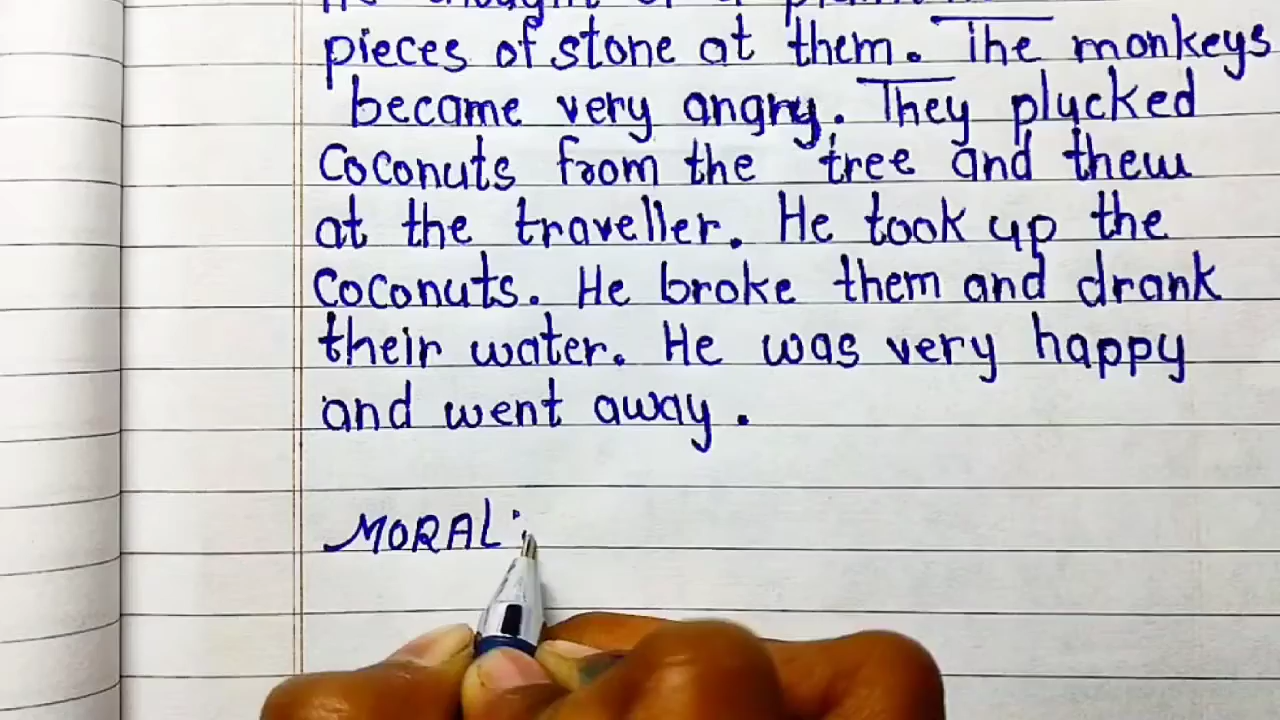 pieces of stone at them. The monkeys
became very angry. They plucked
coconuts from the tree and thew
at the traveller. He took up the
coconuts. He broke them and drank
their water. He was very happy
and went away.
MORAL: